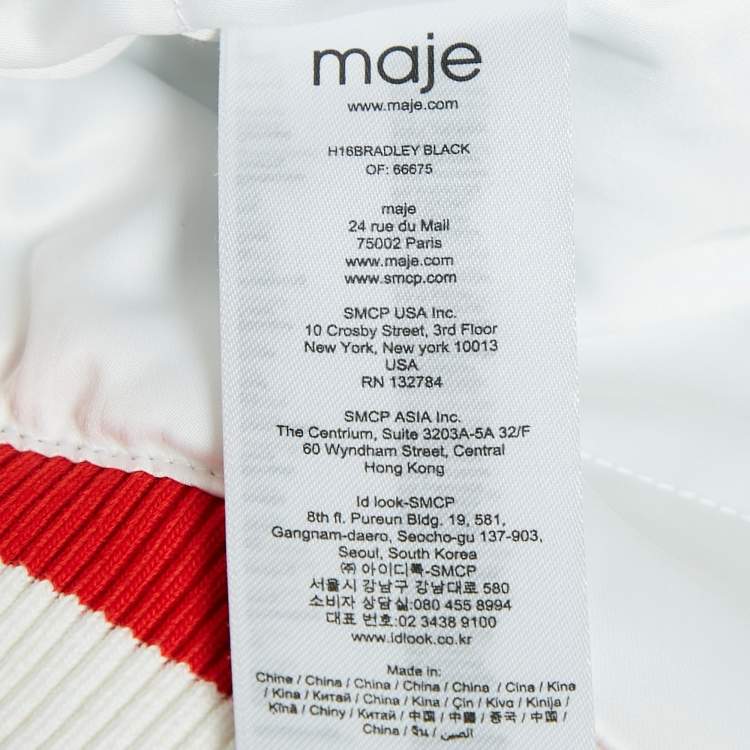 maje
www.maje.com
H16BRADLEY BLACK
OF: 66675
maje
24 rue du Mail
75002 Paris
www.maje.com
www.smcp.com
SMCP USA Inc.
10 Crosby Street, 3rd Floor
New York, New york 10013
USA
RN 132784
SMCP ASIA Inc.
The Centrium, Suite 3203A-5A 32/F
60 Wyndham Street, Central
Hong Kong
Id look-SMCP
8th fl. Pureun Bldg. 19, 581,
Gangnam-daero, Seocho-gu 137-903,
Seoul, South Korea
㈜ 아이디룩-SMCP
서울시 강남구 강남대로 580
소비자 상담실:080 455 8994
대표 번호:02 3438 9100
www.idlook.co.kr
Made in:
Chine / China / China / China / China / Cina / Kina
/ Kina / Китай / China / Kina / Çin / Kiva / Kinija /
Ķīnā / Chiny / Китай / 中国 / 中國 / 중국 / 中国 /
China / الصين /